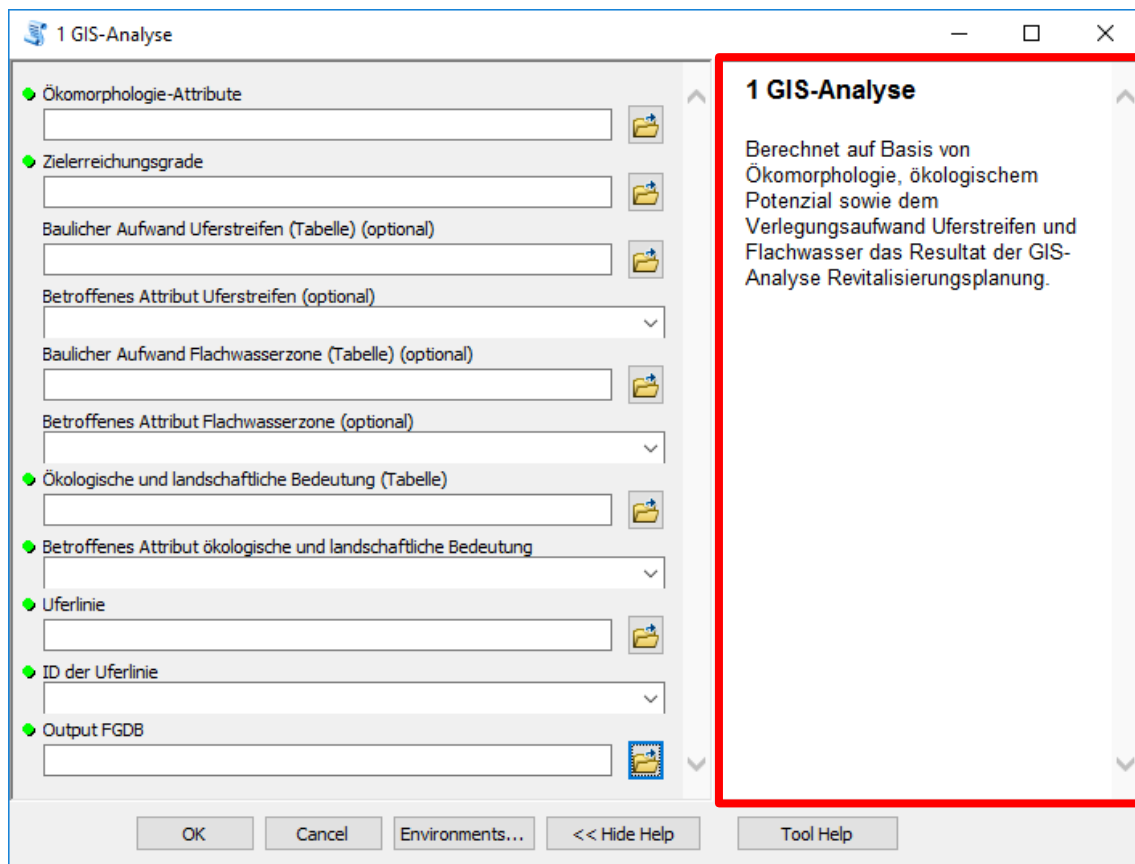 1 GIS-Analyse
Ökomorphologie-Attribute
Zielerreichungsgrade
Baulicher Aufwand Uferstreifen (Tabelle) (optional)
Betroffenes Attribut Uferstreifen (optional)
Baulicher Aufwand Flachwasserzone (Tabelle) (optional)
Betroffenes Attribut Flachwasserzone (optional)
Ökologische und landschaftliche Bedeutung (Tabelle)
Betroffenes Attribut ökologische und landschaftliche Bedeutung
Uferlinie
ID der Uferlinie
Output FGDB
1 GIS-Analyse
Berechnet auf Basis von
Ökomorphologie, ökologischem
Potenzial sowie dem
Verlegungsaufwand Uferstreifen und
Flachwasser das Resultat der GIS-
Analyse Revitalisierungsplanung.
OK
Cancel
Environments...
<< Hide Help
Tool Help